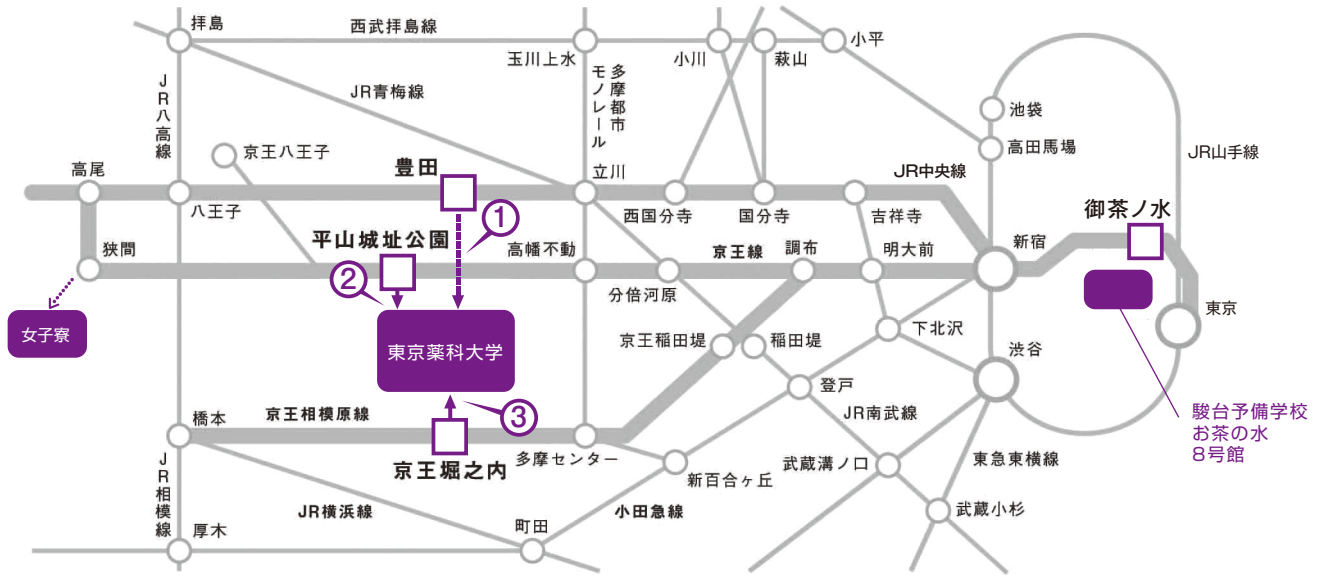 拝島
西武拝島線
玉川上水
小川
萩山
小平
JR八高線
JR青梅線
多摩都市
モノレール
池袋
高田馬場
JR山手線
京王八王子
高尾
八王子
豊田
立川
西国分寺
国分寺
吉祥寺
JR中央線
御茶ノ水
①
狭間
平山城址公園
②
高幡不動
分倍河原
京王線
調布
明大前
新宿
東京
女子寮
東京薬科大学
京王稲田堤
稲田堤
下北沢
渋谷
登戸
橋本
京王相模原線
③
京王堀之内
多摩センター
新百合ヶ丘
JR南武線
武蔵溝ノ口
東急東横線
武蔵小杉
駿台予備学校
お茶の水
8号館
JR相模線
JR横浜線
小田急線
厚木
町田